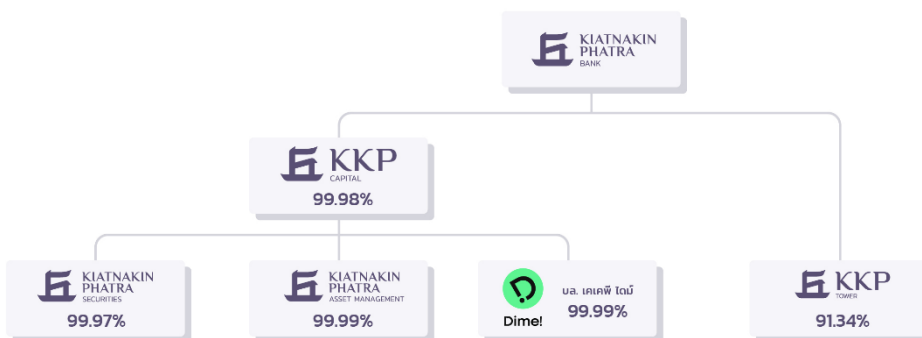 KIATNAKIN
PHATRA
BANK
KKP
CAPITAL
99.98%
KIATNAKIN
PHATRA
SECURITIES
99.97%
KIATNAKIN
PHATRA
ASSET MANAGEMENT
99.99%
Dime!
บล. เคเคพี ไดม์
99.99%
KKP
TOWER
91.34%